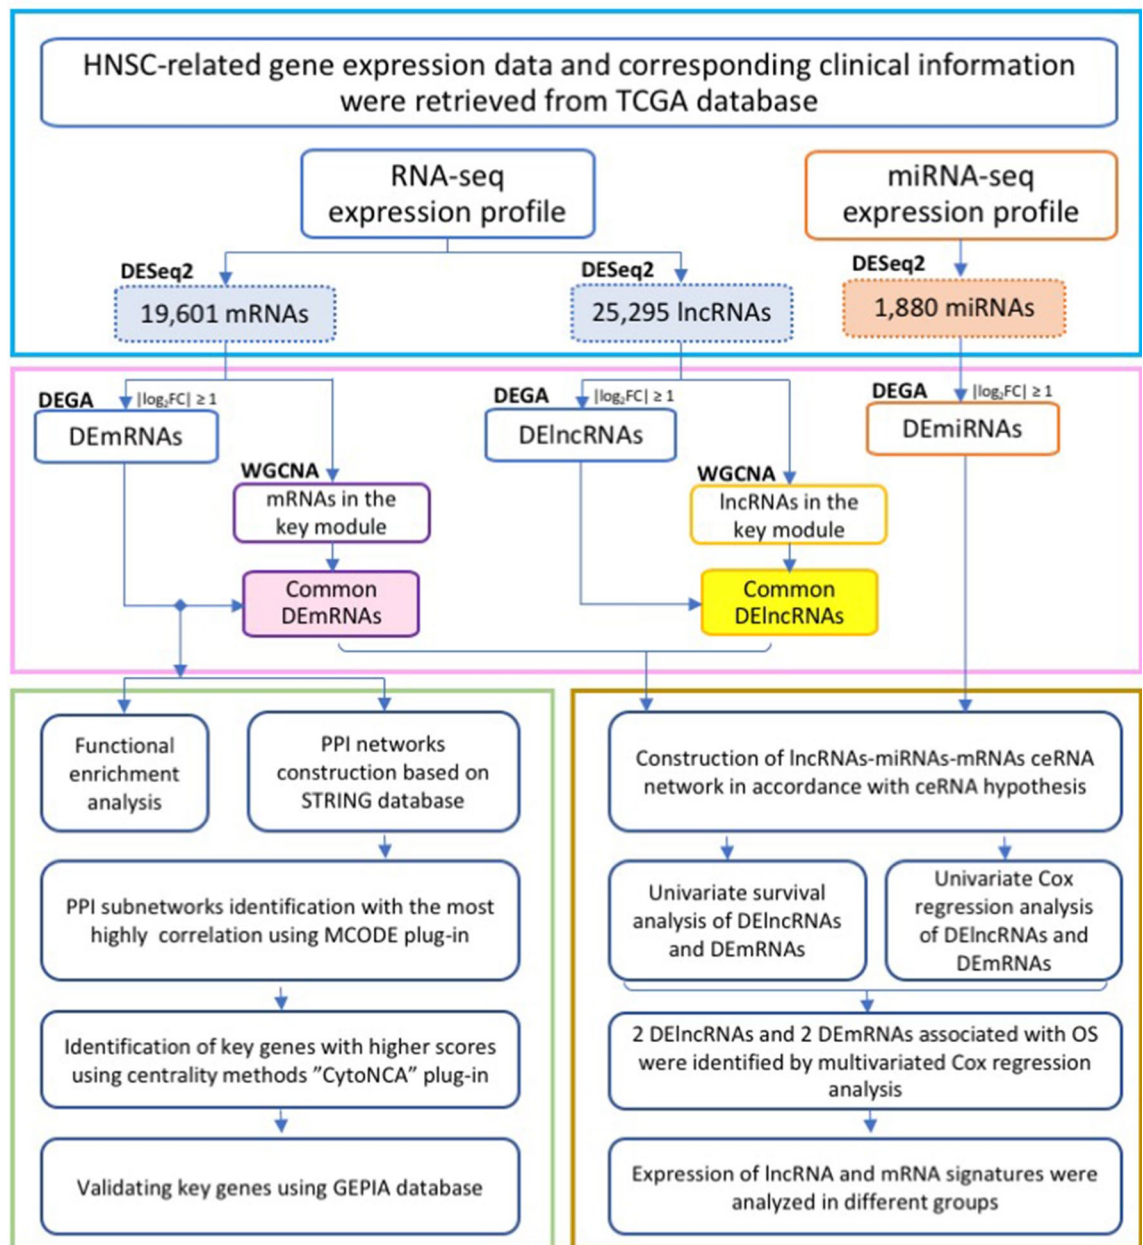 HNSC-related gene expression data and corresponding clinical information
were retrieved from TCGA database
RNA-seq
expression profile
miRNA-seq
expression profile
DESeq2
DESeq2
DESeq2
19,601 mRNAs
25,295 lncRNAs
1,880 miRNAs
DEGA |log₂FC| ≥ 1
DEGA |log₂FC| ≥ 1
DEGA |log₂FC| ≥ 1
DEmRNAs
DElncRNAs
DEmiRNAs
WGCNA
WGCNA
mRNAs in the
key module
lncRNAs in the
key module
Common
DEmRNAs
Common
DElncRNAs
Functional
enrichment
analysis
PPI networks
construction based on
STRING database
PPI subnetworks identification with the most
highly correlation using MCODE plug-in
Identification of key genes with higher scores
using centrality methods ”CytoNCA” plug-in
Validating key genes using GEPIA database
Construction of lncRNAs-miRNAs-mRNAs ceRNA
network in accordance with ceRNA hypothesis
Univariate survival
analysis of DElncRNAs
and DEmRNAs
Univariate Cox
regression analysis
of DElncRNAs and
DEmRNAs
2 DElncRNAs and 2 DEmRNAs associated with OS
were identified by multivariated Cox regression
analysis
Expression of lncRNA and mRNA signatures were
analyzed in different groups